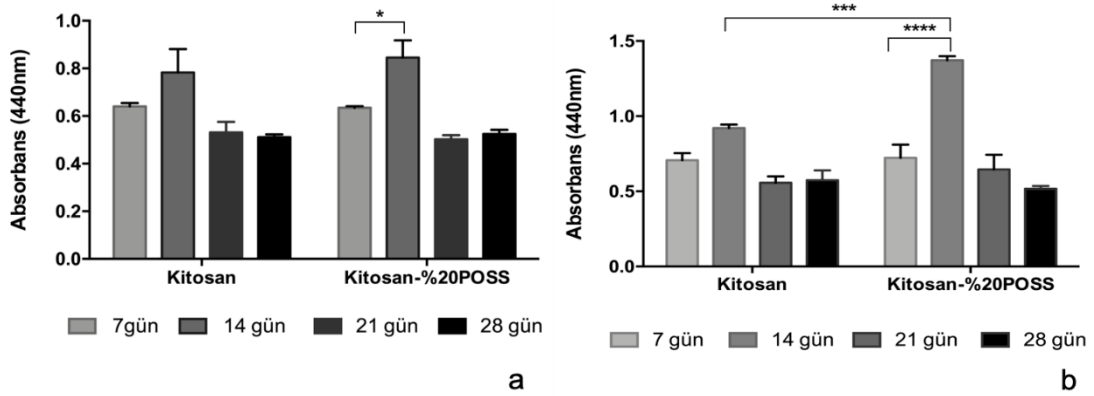 Absorbans (440nm)
1.0
0.8
0.6
0.4
0.2
0.0
*
Kitosan
Kitosan-%20POSS
7gün
14 gün
21 gün
28 gün
a
Absorbans (440nm)
1.5
1.0
0.5
0.0
***
****
Kitosan
Kitosan-%20POSS
7 gün
14 gün
21 gün
28 gün
b